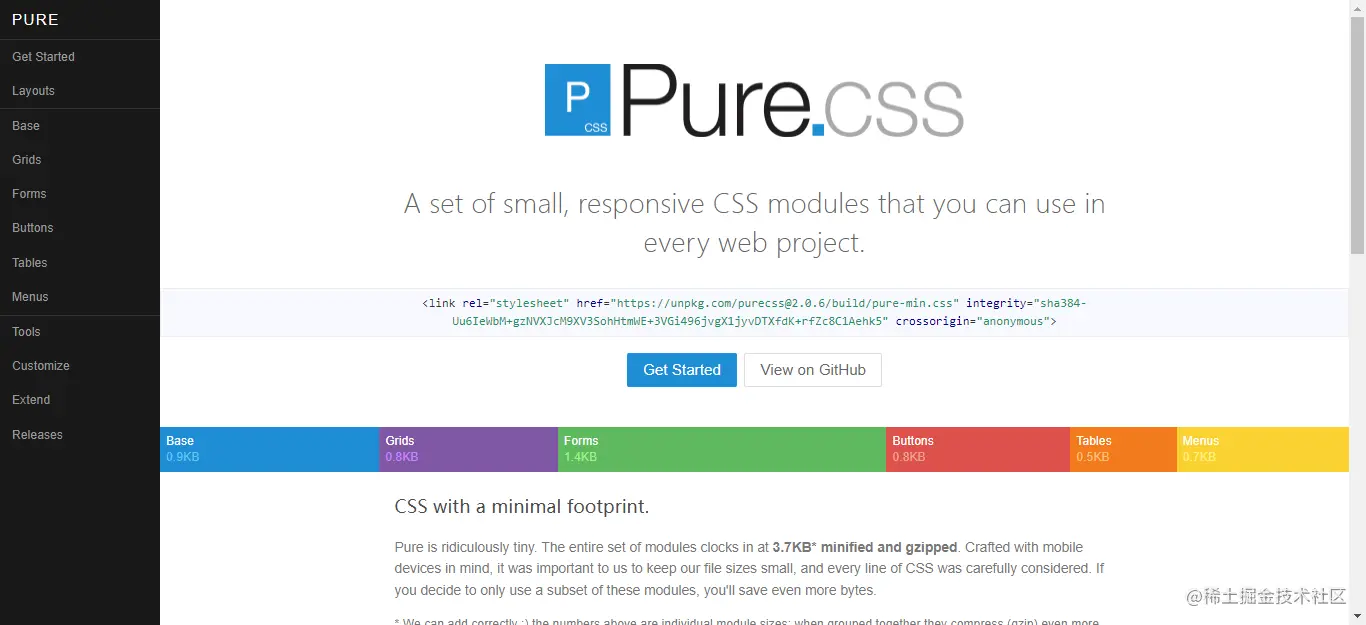 PURE
Get Started
Layouts
Base
Grids
Forms
Buttons
Tables
Menus
Tools
Customize
Extend
Releases
P
CSS
Pure.css
A set of small, responsive CSS modules that you can use in
every web project.
<link rel="stylesheet" href="https://unpkg.com/purecss@2.0.6/build/pure-min.css" integrity="sha384-
Uu6IeWbM+gzNVXJcM9XV3SohHtmWE+3VGi496jvgX1jyvDTXfdK+rfZc8C1Aehk5" crossorigin="anonymous">
Get Started
View on GitHub
Base
0.9KB
Grids
0.8KB
Forms
1.4KB
Buttons
0.8KB
Tables
0.5KB
Menus
0.7KB
CSS with a minimal footprint.
Pure is ridiculously tiny. The entire set of modules clocks in at 3.7KB* minified and gzipped. Crafted with mobile
devices in mind, it was important to us to keep our file sizes small, and every line of CSS was carefully considered. If
you decide to only use a subset of these modules, you'll save even more bytes.
* We can add correctly :) the numbers above are individual module sizes; when grouped together they compress (gzip) even more.
@稀土掘金技术社区